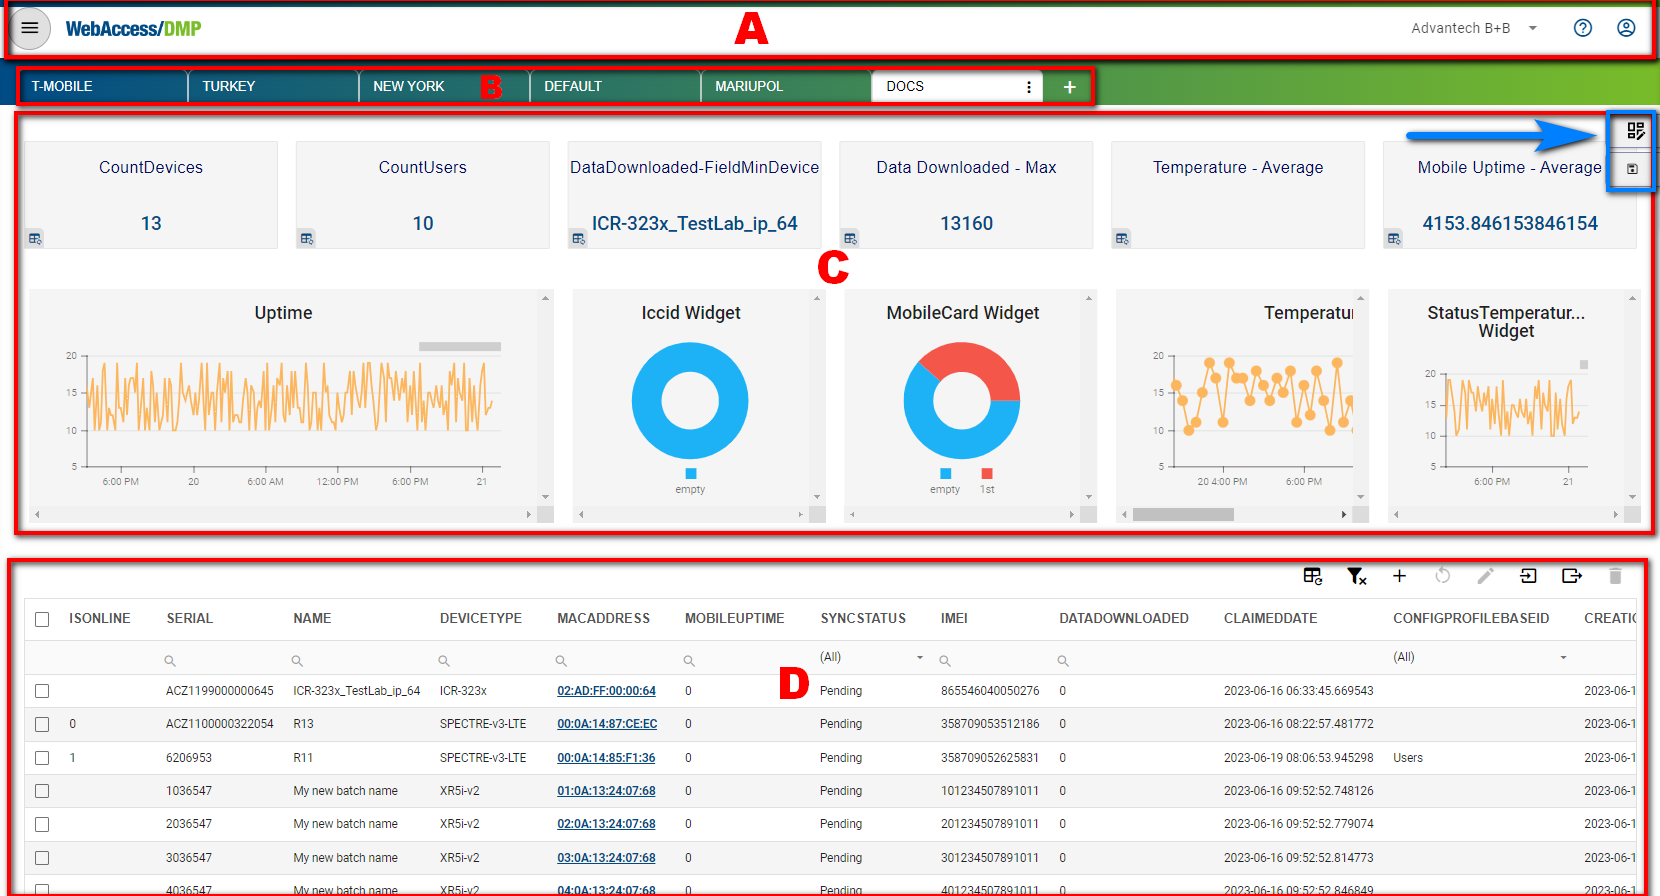 WebAccess/DMP
A
Advantech B+B
T-MOBILE
TURKEY
NEW YORK
B
DEFAULT
MARIUPOL
DOCS
+
CountDevices
13
CountUsers
10
DataDownloaded-FieldMinDevice
ICR-323x_TestLab_ip_64
Data Downloaded - Max
13160
Temperature - Average
Mobile Uptime - Average
4153.846153846154
C
Uptime
20
15
10
5
6:00 PM 20 6:00 AM 12:00 PM 6:00 PM 21
Iccid Widget
empty
MobileCard Widget
empty 1st
Temperatur
20
15
10
5
20 4:00 PM 6:00 PM
StatusTemperatur...
Widget
20
15
10
5
6:00 PM 21
ISONLINE SERIAL NAME DEVICETYPE MACADDRESS MOBILEUPTIME SYNCSTATUS IMEI DATADOWNLOADED CLAIMEDDATE CONFIGPROFILEBASEID CREATIO
(All) (All)
D
ACZ1199000000645 ICR-323x_TestLab_ip_64 ICR-323x 02:AD:FF:00:00:64 0 Pending 865546040050276 0 2023-06-16 06:33:45.669543 2023-06-1
0 ACZ1100000322054 R13 SPECTRE-v3-LTE 00:0A:14:87:CE:EC 0 Pending 358709053512186 0 2023-06-16 08:22:57.481772 2023-06-1
1 6206953 R11 SPECTRE-v3-LTE 00:0A:14:85:F1:36 0 Pending 358709052625831 0 2023-06-19 08:06:53.945298 Users 2023-06-1
1036547 My new batch name XR5i-v2 01:0A:13:24:07:68 0 Pending 101234507891011 0 2023-06-16 09:52:52.748126 2023-06-1
2036547 My new batch name XR5i-v2 02:0A:13:24:07:68 0 Pending 201234507891011 0 2023-06-16 09:52:52.779074 2023-06-1
3036547 My new batch name XR5i-v2 03:0A:13:24:07:68 0 Pending 301234507891011 0 2023-06-16 09:52:52.814773 2023-06-1
4036547 My new batch name XR5i-v2 04:0A:13:24:07:68 0 Pending 401234507891011 0 2023-06-16 09:52:52.846849 2023-06-1